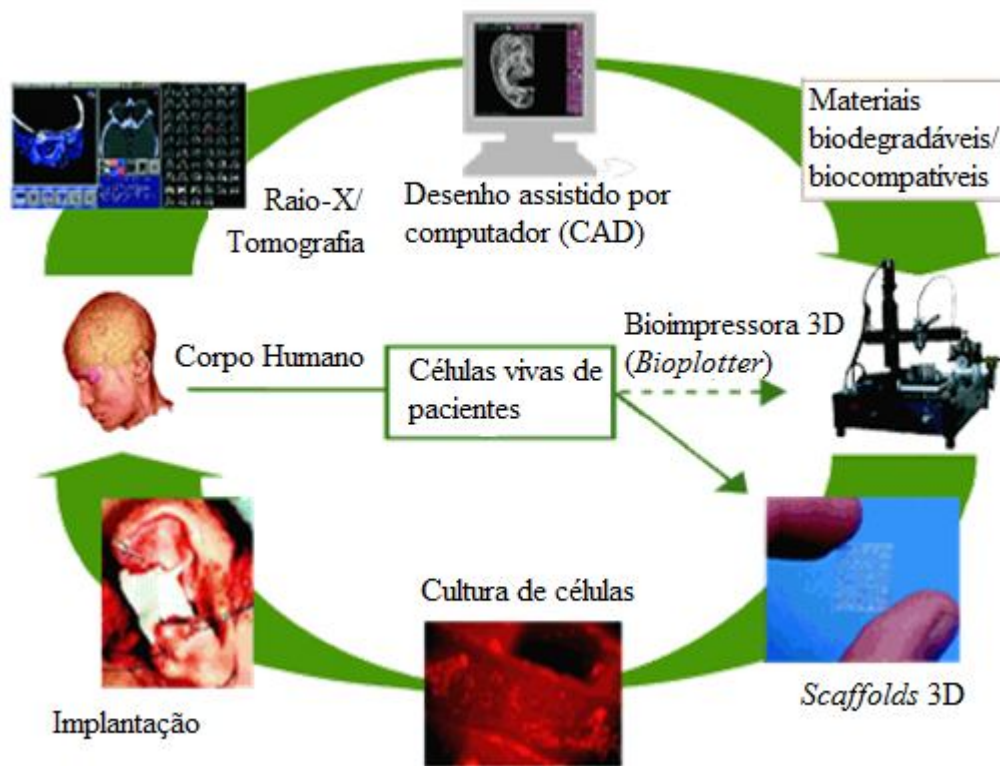 Raio-X/
Tomografia
Desenho assistido por
computador (CAD)
Materiais
biodegradáveis/
biocompatíveis
Corpo Humano
Células vivas de
pacientes
Bioimpressora 3D
(Bioplotter)
Cultura de células
Scaffolds 3D
Implantação